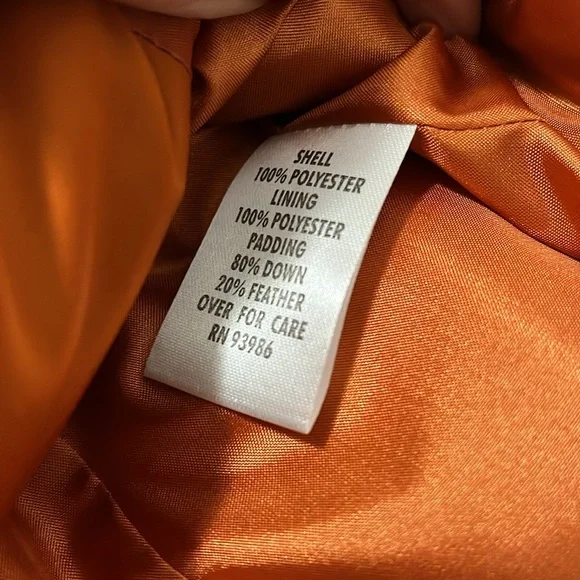 SHELL
100% POLYESTER
LINING
100% POLYESTER
PADDING
80% DOWN
20% FEATHER
OVER FOR CARE
RN 93986